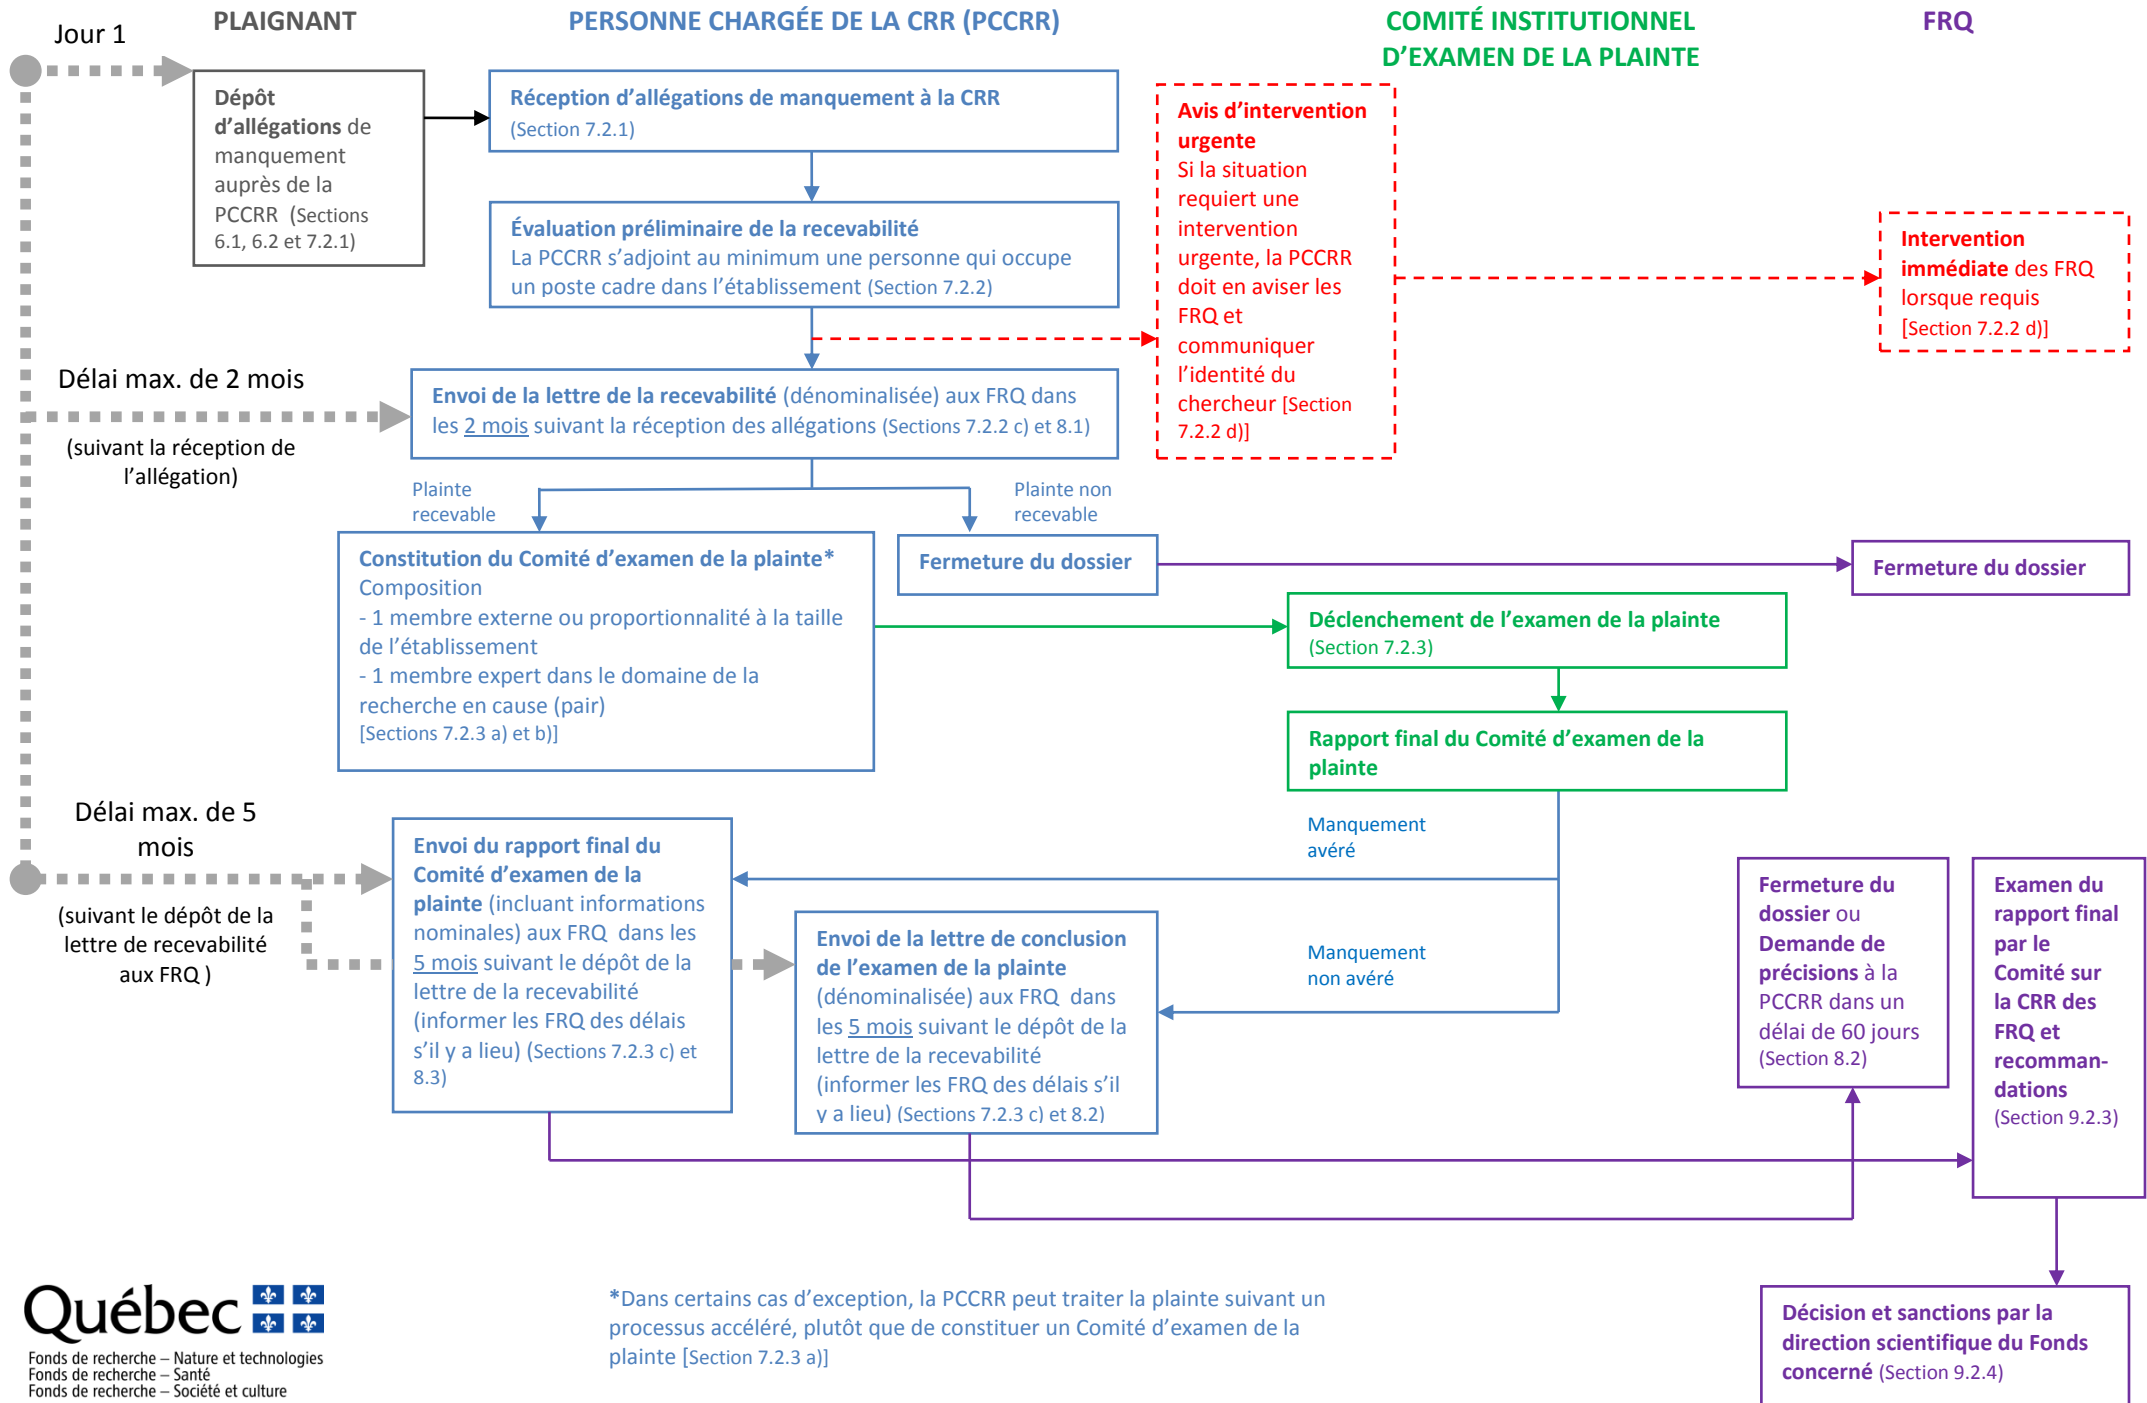 Jour 1
PLAIGNANT
PERSONNE CHARGÉE DE LA CRR (PCCRR)
COMITÉ INSTITUTIONNEL
D’EXAMEN DE LA PLAINTE
FRQ
Dépôt
d’allégations de
manquement
auprès de la
PCCRR (Sections
6.1, 6.2 et 7.2.1)
Réception d’allégations de manquement à la CRR
(Section 7.2.1)
Évaluation préliminaire de la recevabilité
La PCCRR s’adjoint au minimum une personne qui occupe
un poste cadre dans l’établissement (Section 7.2.2)
Avis d’intervention
urgente
Si la situation
requiert une
intervention
urgente, la PCCRR
doit en aviser les
FRQ et
communiquer
l’identité du
chercheur [Section
7.2.2 d)]
Intervention
immédiate des FRQ
lorsque requis
[Section 7.2.2 d)]
Délai max. de 2 mois
(suivant la réception de
l’allégation)
Envoi de la lettre de la recevabilité (dénominalisée) aux FRQ dans
les 2 mois suivant la réception des allégations (Sections 7.2.2 c) et 8.1)
Plainte
recevable
Plainte non
recevable
Constitution du Comité d’examen de la plainte*
Composition
- 1 membre externe ou proportionnalité à la taille
de l’établissement
- 1 membre expert dans le domaine de la
recherche en cause (pair)
[Sections 7.2.3 a) et b)]
Fermeture du dossier
Fermeture du dossier
Déclenchement de l’examen de la plainte
(Section 7.2.3)
Rapport final du Comité d’examen de la
plainte
Manquement
avéré
Manquement
non avéré
Délai max. de 5
mois
(suivant le dépôt de la
lettre de recevabilité
aux FRQ )
Envoi du rapport final du
Comité d’examen de la
plainte (incluant informations
nominales) aux FRQ dans les
5 mois suivant le dépôt de la
lettre de la recevabilité
(informer les FRQ des délais
s’il y a lieu) (Sections 7.2.3 c) et
8.3)
Envoi de la lettre de conclusion
de l’examen de la plainte
(dénominalisée) aux FRQ dans
les 5 mois suivant le dépôt de la
lettre de la recevabilité
(informer les FRQ des délais s’il
y a lieu) (Sections 7.2.3 c) et 8.2)
Fermeture du
dossier ou
Demande de
précisions à la
PCCRR dans un
délai de 60 jours
(Section 8.2)
Examen du
rapport final
par le
Comité sur
la CRR des
FRQ et
recomman-
dations
(Section 9.2.3)
Décision et sanctions par la
direction scientifique du Fonds
concerné (Section 9.2.4)
*Dans certains cas d’exception, la PCCRR peut traiter la plainte suivant un
processus accéléré, plutôt que de constituer un Comité d’examen de la
plainte [Section 7.2.3 a)]
Québec
Fonds de recherche – Nature et technologies
Fonds de recherche – Santé
Fonds de recherche – Société et culture